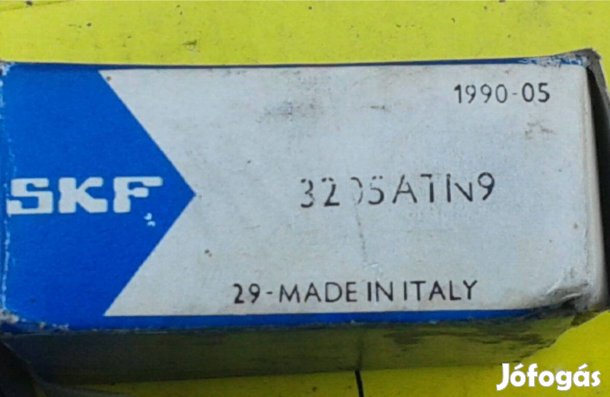 1990-05
SKF
3205ATN9
29-MADE IN ITALY
Jófogás